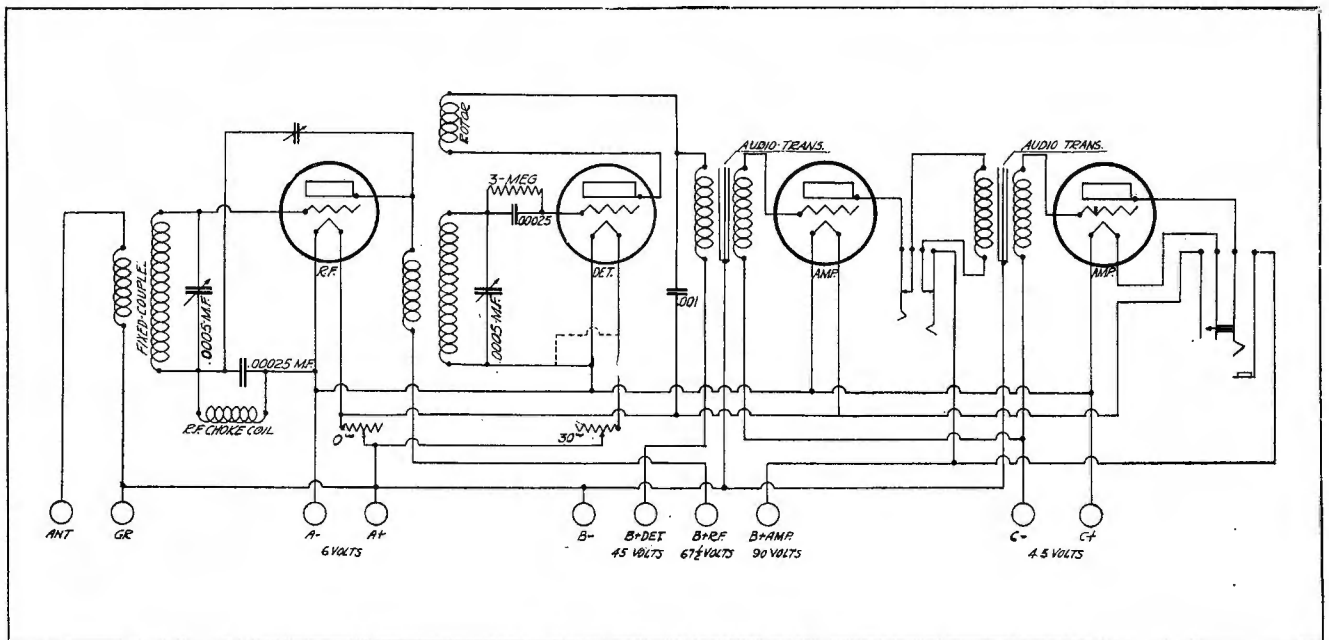 ROTOR
AUDIO-TRANS.
AUDIO TRANS.
3-MEG
.00025
FIXED-COUPLE.
.0005-M.F.
R.F.
DET.
AMP.
AMP.
.0005-M.F.
.001
.00025 M.F.
R.F. CHOKE COIL
0
30
ANT
GR
A-
A+
6 VOLTS
B-
B+DET.
45 VOLTS
B+R.F.
67½ VOLTS
B+AMP.
90 VOLTS
C-
C+
4.5 VOLTS